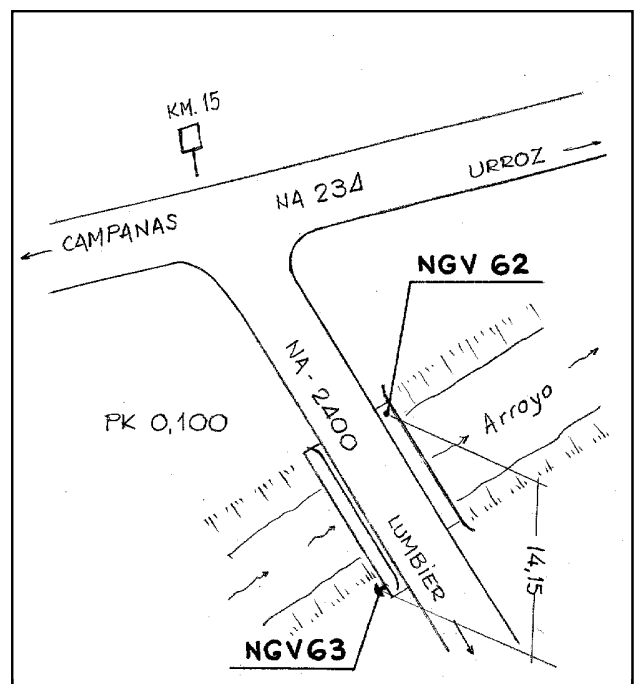 KM. 15
NA 234
URROZ
CAMPANAS
NGV 62
NA-2400
PK 0,100
Arroyo
LUMBIER
14,15
NGV63